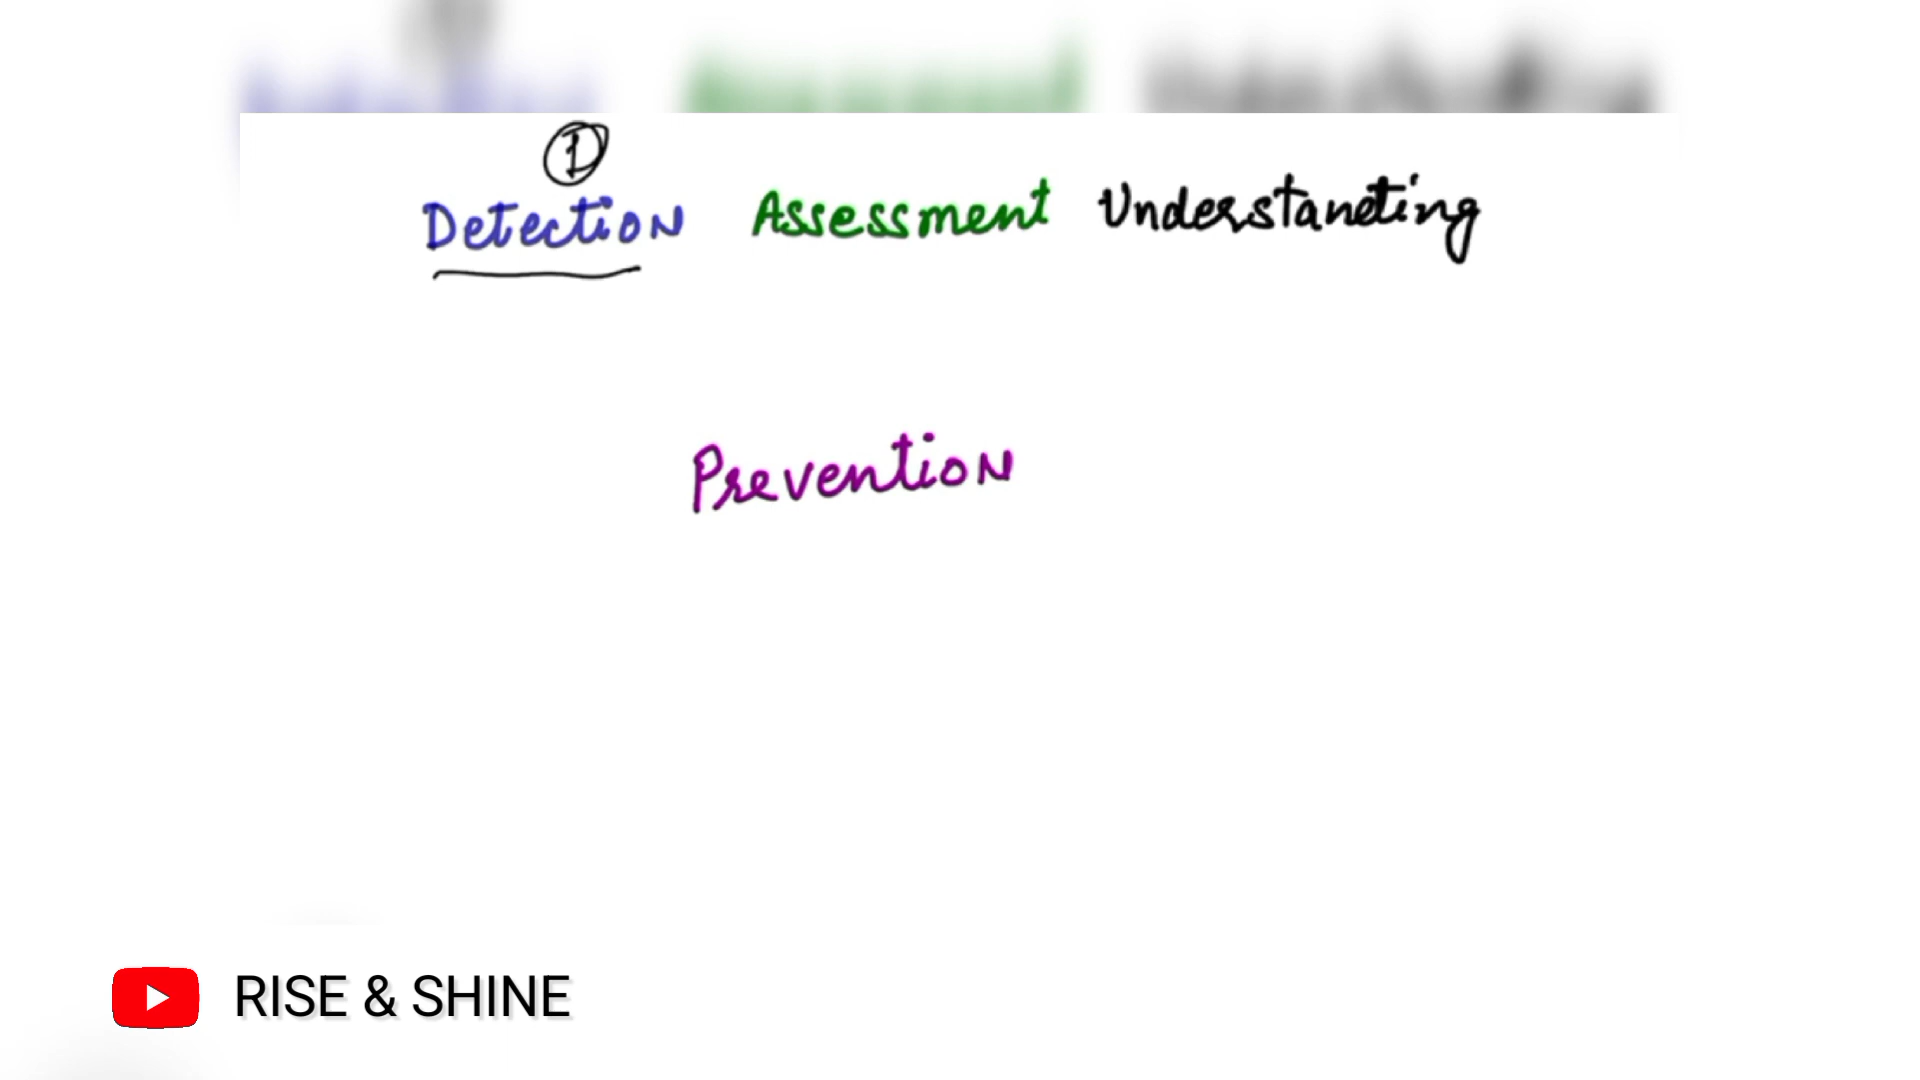 ①
Detection Assessment Understanding
Prevention
RISE & SHINE